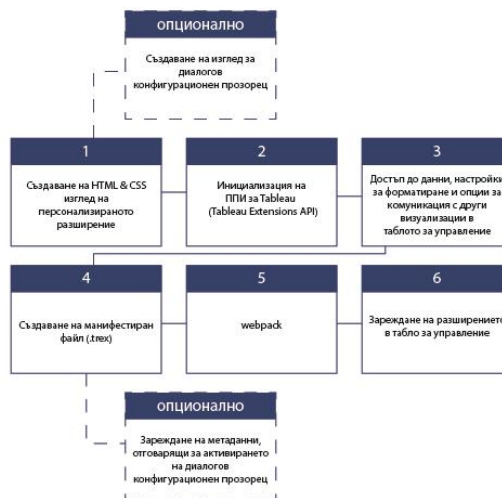 опционално
Създаване на изглед за
диалогов
конфигурационен прозорец
1
Създаване на HTML & CSS
изглед на
персонализираното
разширение
2
Инициализация на
ППИ за Tableau
(Tableau Extensions API)
3
Достъп до данни, настройки
за форматиране и опции за
комуникация с други
визуализации в
таблото за управление
4
Създаване на манифестиран
файл (.trex)
5
webpack
6
Зареждане на разширението
в табло за управление
опционално
Зареждане на метаданни,
отговарящи за активирането
на диалогов
конфигурационен прозорец